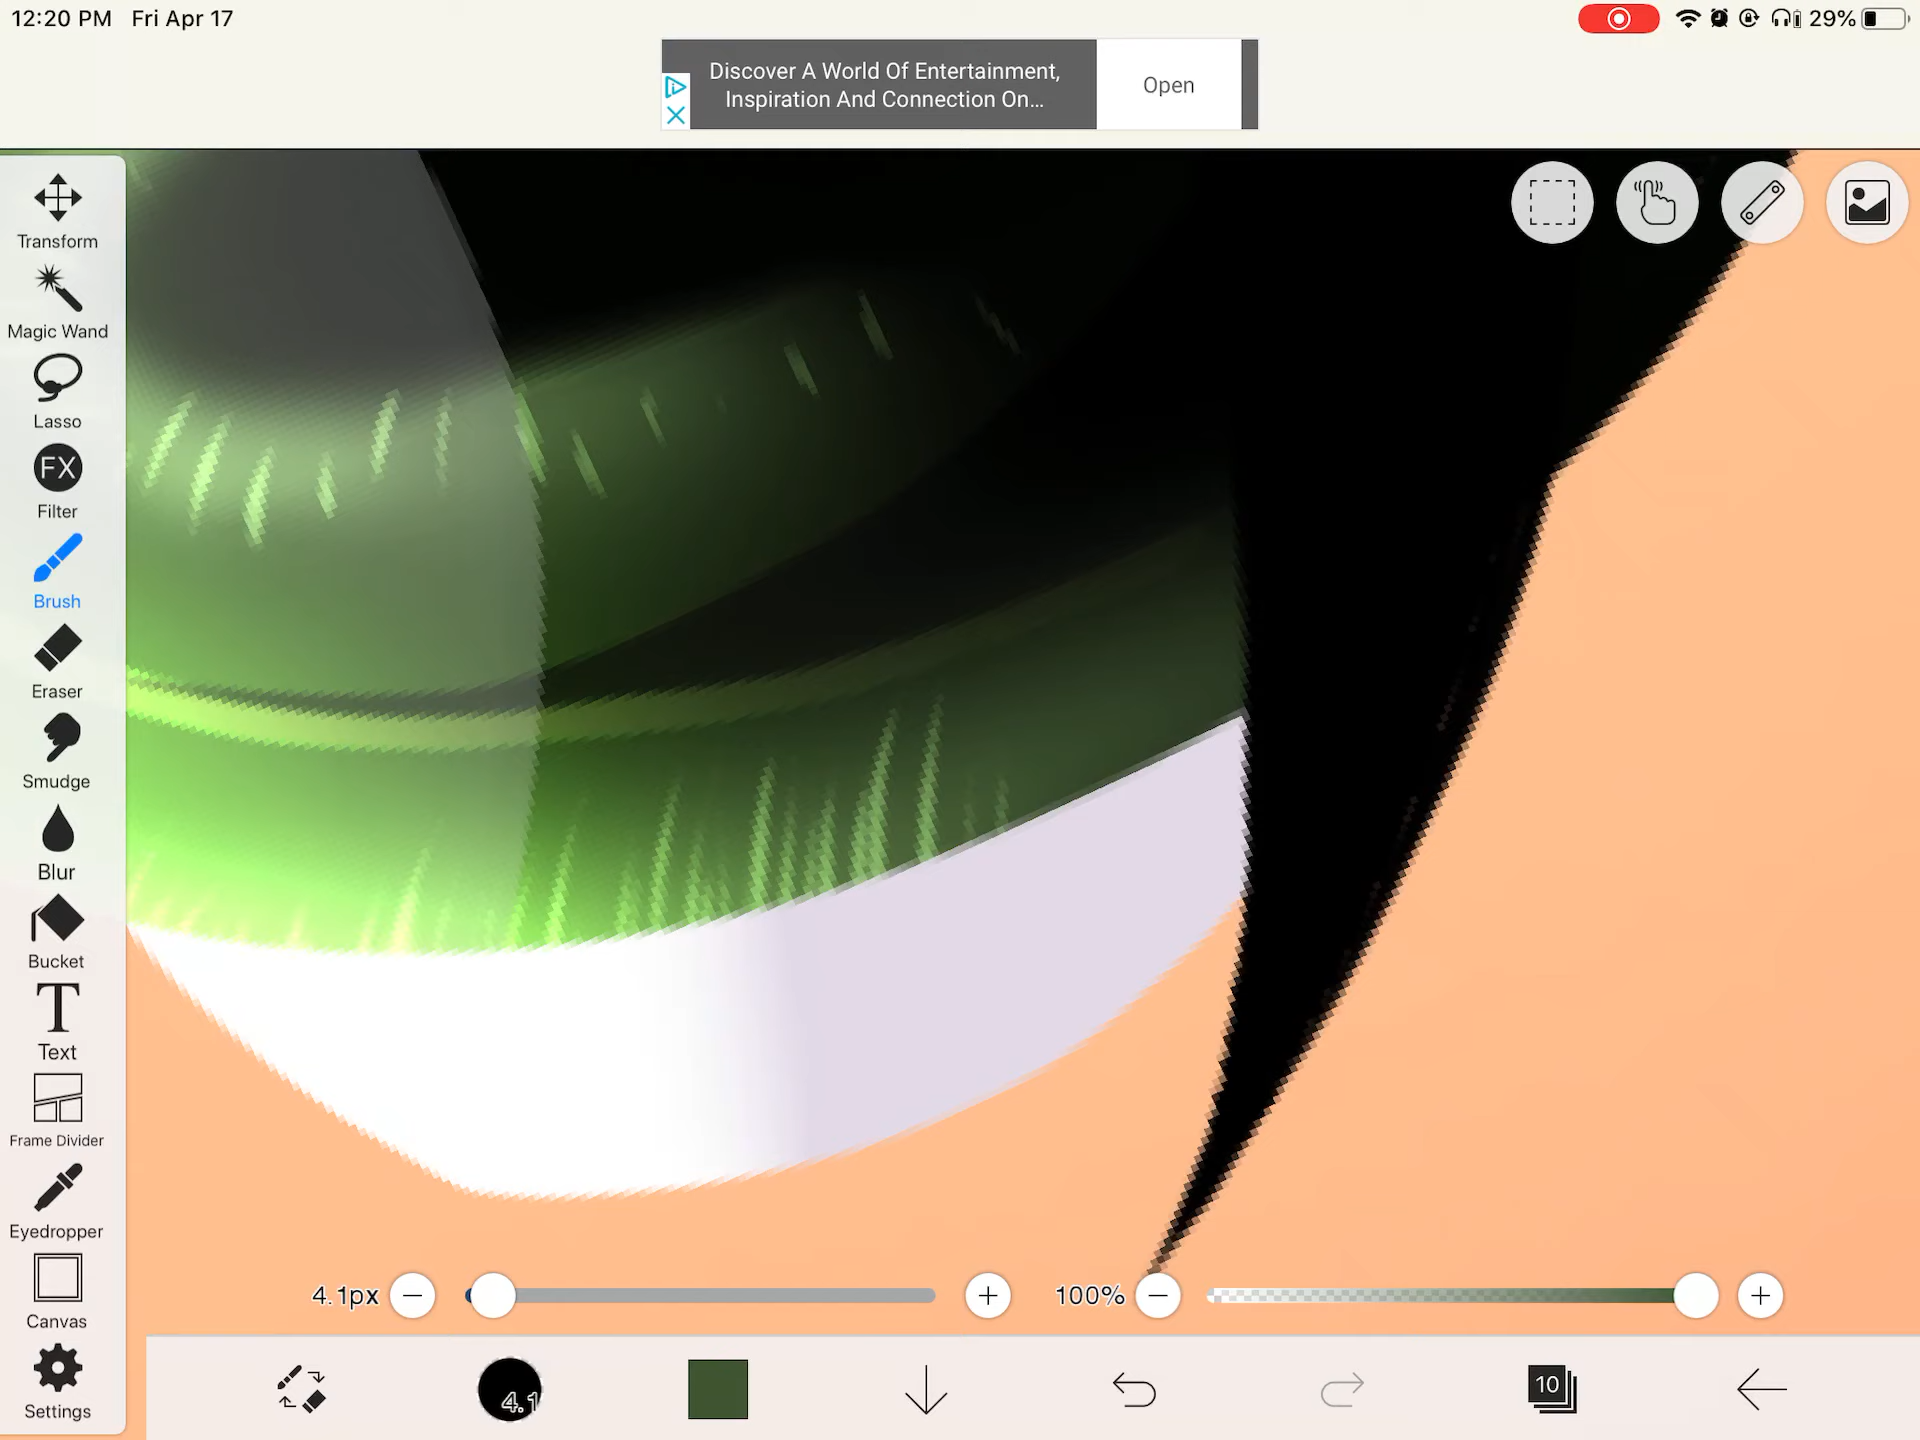 12:20 PM Fri Apr 17
29%
Discover A World Of Entertainment,
Inspiration And Connection On...
Open
Transform
Magic Wand
Lasso
FX
Filter
Brush
Eraser
Smudge
Blur
Bucket
T
Text
Frame Divider
Eyedropper
Canvas
Settings
4.1px
100%
4.1
10